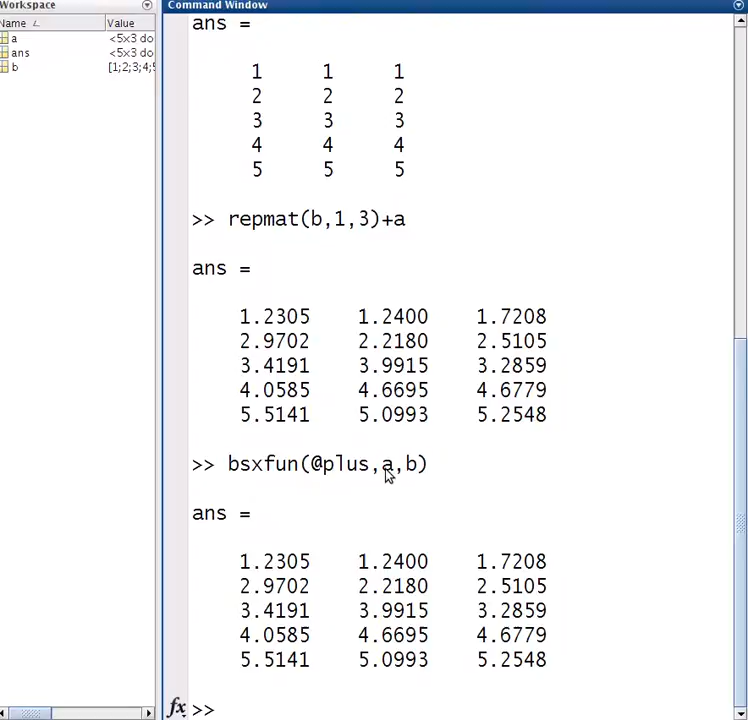 Workspace
Name Value
a <5x3 do
ans <5x3 do
b [1;2;3;4;5
Command Window
ans =
1 1 1
2 2 2
3 3 3
4 4 4
5 5 5
>> repmat(b,1,3)+a
ans =
1.2305 1.2400 1.7208
2.9702 2.2180 2.5105
3.4191 3.9915 3.2859
4.0585 4.6695 4.6779
5.5141 5.0993 5.2548
>> bsxfun(@plus,a,b)
ans =
1.2305 1.2400 1.7208
2.9702 2.2180 2.5105
3.4191 3.9915 3.2859
4.0585 4.6695 4.6779
5.5141 5.0993 5.2548
fx >>